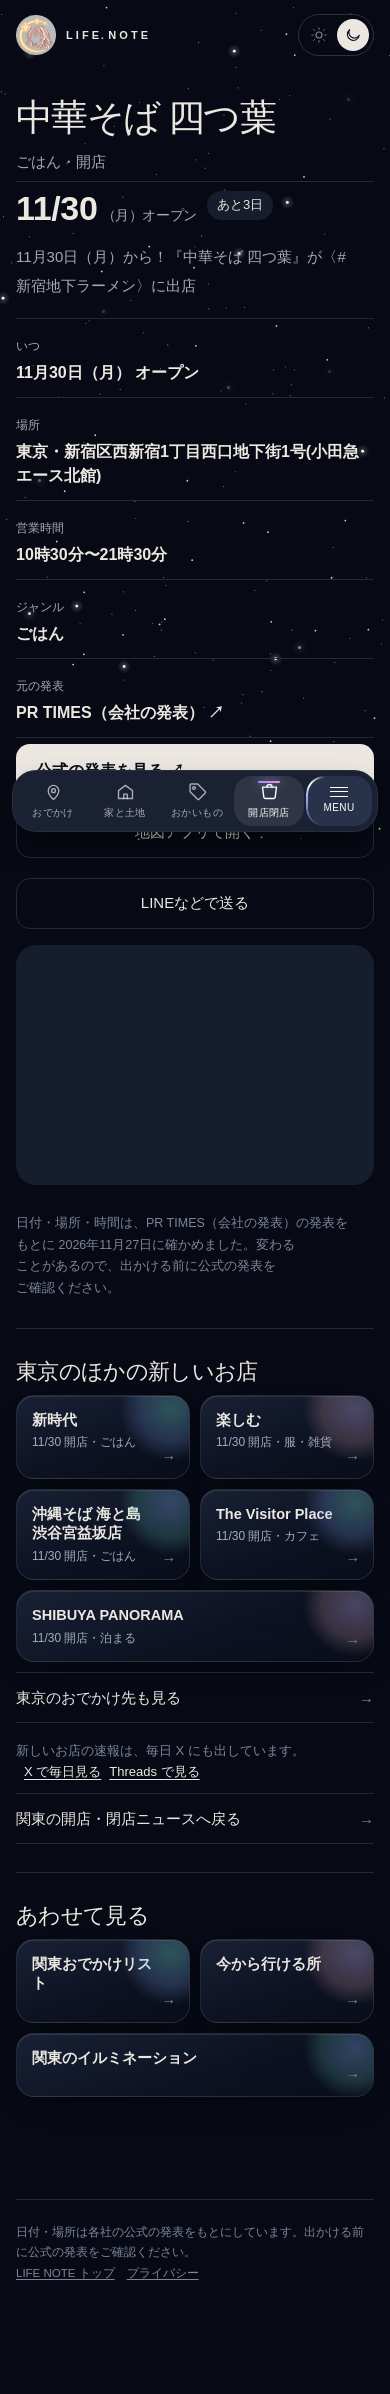 LIFE.NOTE
中華そば 四つ葉
ごはん・開店
11/30 （月）オープン あと3日
11月30日（月）から！『中華そば 四つ葉』が〈#
新宿地下ラーメン〉に出店
いつ
11月30日（月） オープン
場所
東京・新宿区西新宿1丁目西口地下街1号(小田急
エース北館)
営業時間
10時30分〜21時30分
ジャンル
ごはん
元の発表
PR TIMES（会社の発表）↗
公式の発表を見る ↗
おでかけ
家と土地
おかいもの
開店閉店
MENU
地図アプリで開く
LINEなどで送る
日付・場所・時間は、PR TIMES（会社の発表）の発表を
もとに 2026年11月27日に確かめました。変わる
ことがあるので、出かける前に公式の発表を
ご確認ください。
東京のほかの新しいお店
新時代
11/30 開店・ごはん
→
楽しむ
11/30 開店・服・雑貨
→
沖縄そば 海と島
渋谷宮益坂店
11/30 開店・ごはん
→
The Visitor Place
11/30 開店・カフェ
→
SHIBUYA PANORAMA
11/30 開店・泊まる
→
東京のおでかけ先も見る →
新しいお店の速報は、毎日 X にも出しています。
X で毎日見る Threads で見る
関東の開店・閉店ニュースへ戻る →
あわせて見る
関東おでかけリス
ト
→
今から行ける所
→
関東のイルミネーション
→
日付・場所は各社の公式の発表をもとにしています。出かける前
に公式の発表をご確認ください。
LIFE NOTE トップ プライバシー